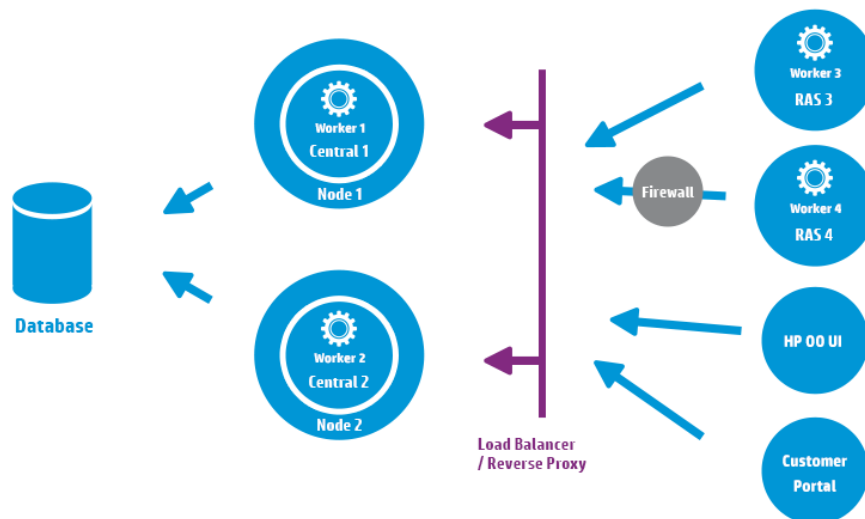 Worker 1
Central 1
Node 1
Database
Worker 2
Central 2
Node 2
Load Balancer
/ Reverse Proxy
Worker 3
RAS 3
Firewall
Worker 4
RAS 4
HP OO UI
Customer
Portal